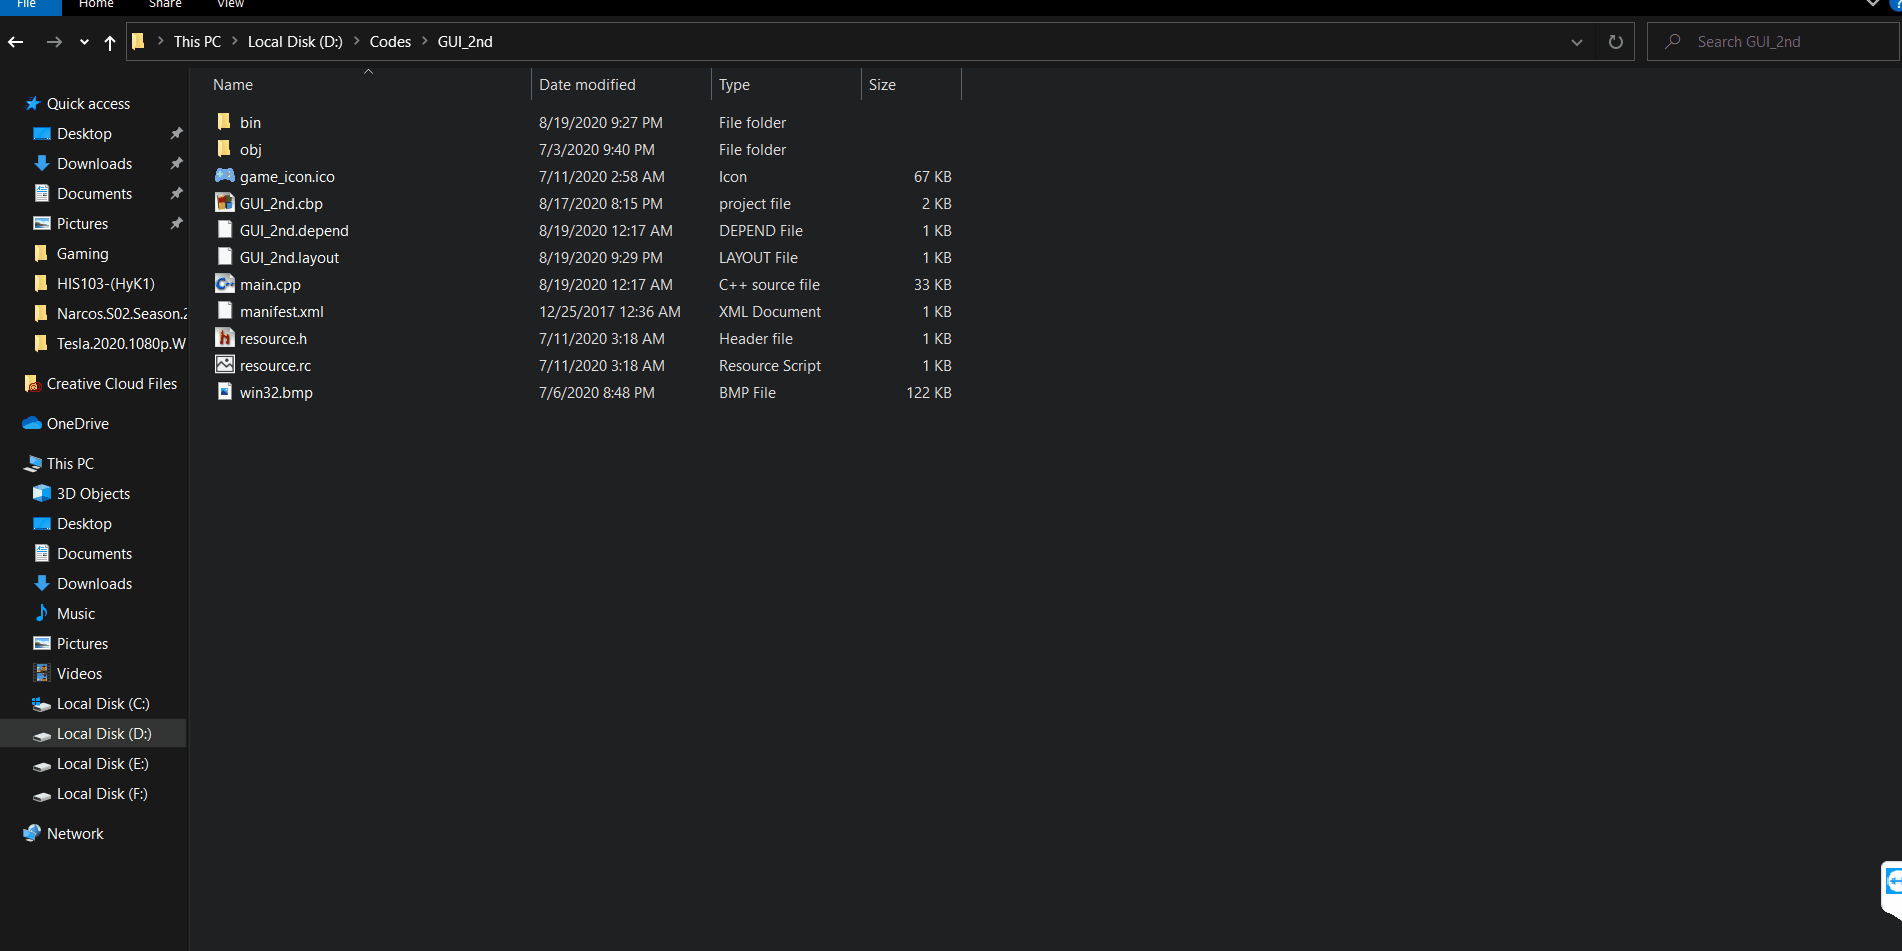 File Home Share View
This PC Local Disk (D:) Codes GUI_2nd Search GUI_2nd
Name Date modified Type Size
bin 8/19/2020 9:27 PM File folder
obj 7/3/2020 9:40 PM File folder
game_icon.ico 7/11/2020 2:58 AM Icon 67 KB
GUI_2nd.cbp 8/17/2020 8:15 PM project file 2 KB
GUI_2nd.depend 8/19/2020 12:17 AM DEPEND File 1 KB
GUI_2nd.layout 8/19/2020 9:29 PM LAYOUT File 1 KB
main.cpp 8/19/2020 12:17 AM C++ source file 33 KB
manifest.xml 12/25/2017 12:36 AM XML Document 1 KB
resource.h 7/11/2020 3:18 AM Header file 1 KB
resource.rc 7/11/2020 3:18 AM Resource Script 1 KB
win32.bmp 7/6/2020 8:48 PM BMP File 122 KB
Quick access
Desktop
Downloads
Documents
Pictures
Gaming
HIS103-(HyK1)
Narcos.S02.Season.2
Tesla.2020.1080p.W
Creative Cloud Files
OneDrive
This PC
3D Objects
Desktop
Documents
Downloads
Music
Pictures
Videos
Local Disk (C:)
Local Disk (D:)
Local Disk (E:)
Local Disk (F:)
Network